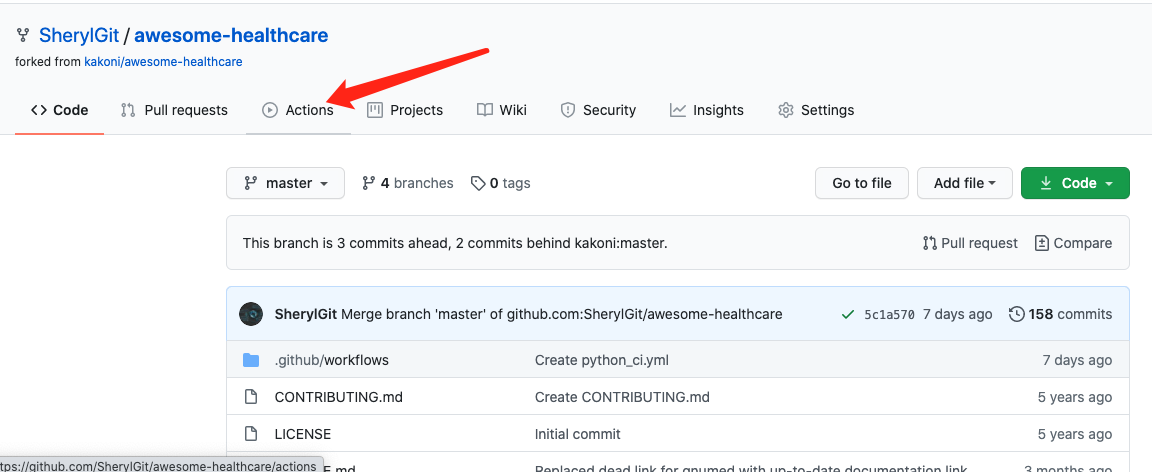 SherylGit / awesome-healthcare
forked from kakoni/awesome-healthcare
Code Pull requests Actions Projects Wiki Security Insights Settings
master 4 branches 0 tags Go to file Add file Code
This branch is 3 commits ahead, 2 commits behind kakoni:master. Pull request Compare
SherylGit Merge branch 'master' of github.com:SherylGit/awesome-healthcare 5c1a570 7 days ago 158 commits
.github/workflows Create python_ci.yml 7 days ago
CONTRIBUTING.md Create CONTRIBUTING.md 5 years ago
LICENSE Initial commit 5 years ago
E.md Replaced dead link for gnumed with up-to-date documentation link 3 months ago
tps://github.com/SherylGit/awesome-healthcare/actions